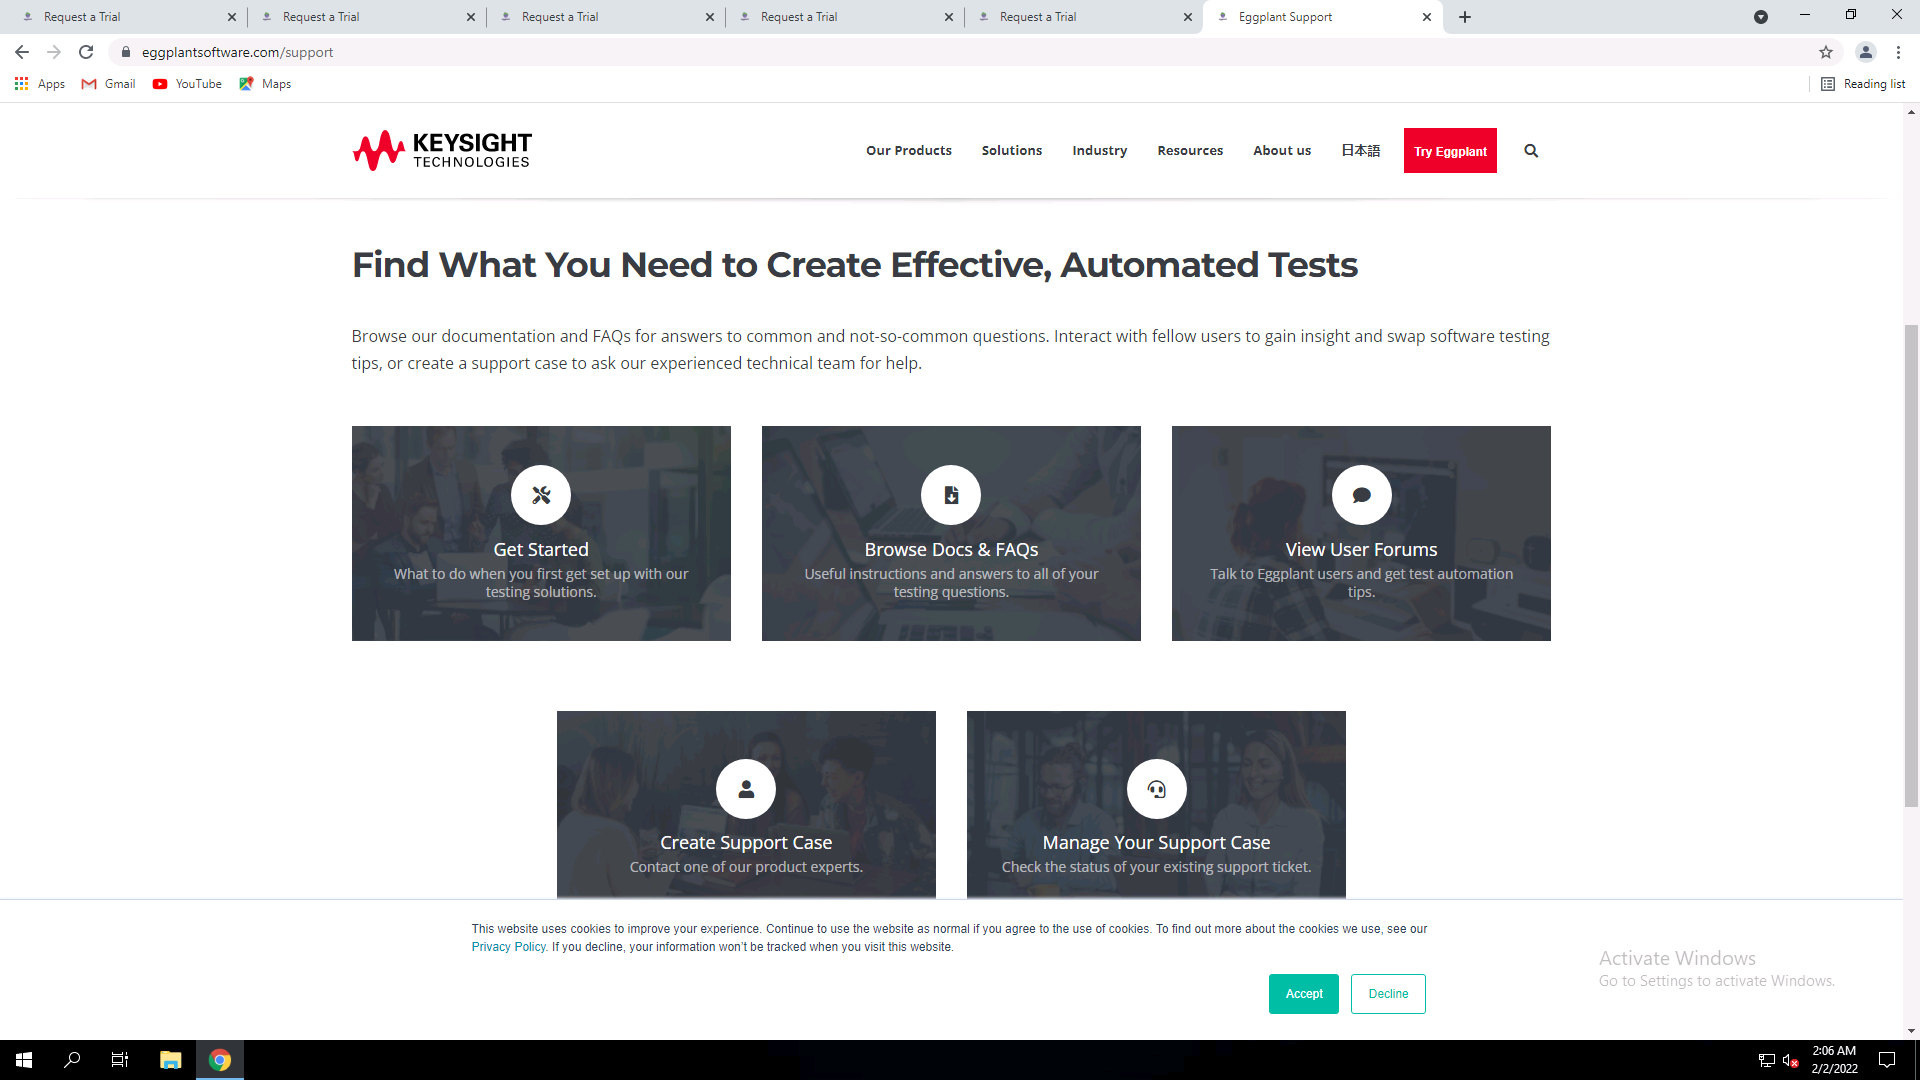 Request a Trial
Request a Trial
Request a Trial
Request a Trial
Request a Trial
Eggplant Support
eggplantsoftware.com/support
Apps
Gmail
YouTube
Maps
Reading list
KEYSIGHT
TECHNOLOGIES
Our Products
Solutions
Industry
Resources
About us
日本語
Try Eggplant
Find What You Need to Create Effective, Automated Tests
Browse our documentation and FAQs for answers to common and not-so-common questions. Interact with fellow users to gain insight and swap software testing
tips, or create a support case to ask our experienced technical team for help.
Get Started
What to do when you first get set up with our
testing solutions.
Browse Docs & FAQs
Useful instructions and answers to all of your
testing questions.
View User Forums
Talk to Eggplant users and get test automation
tips.
Create Support Case
Contact one of our product experts.
Manage Your Support Case
Check the status of your existing support ticket.
This website uses cookies to improve your experience. Continue to use the website as normal if you agree to the use of cookies. To find out more about the cookies we use, see our
Privacy Policy. If you decline, your information won't be tracked when you visit this website.
Accept
Decline
Activate Windows
Go to Settings to activate Windows.
2:06 AM
2/2/2022